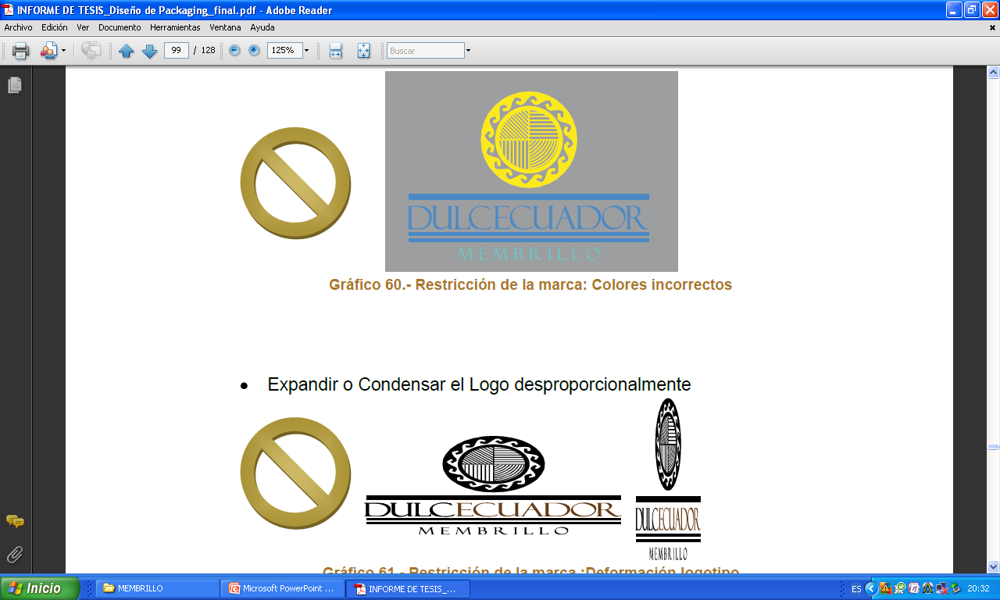 INFORME DE TESIS_Diseño de Packaging_final.pdf - Adobe Reader
Archivo Edición Ver Documento Herramientas Ventana Ayuda
99 / 128 125% Buscar
DULCECUADOR
MEMBRILLO
Gráfico 60.- Restricción de la marca: Colores incorrectos
• Expandir o Condensar el Logo desproporcionalmente
DULCECUADOR
MEMBRILLO
DULCECUADOR
MEMBRILLO
Gráfico 61.- Restricción de la marca :Deformación logotipo
Inicio MEMBRILLO Microsoft PowerPoint ... INFORME DE TESIS_... ES 20:32